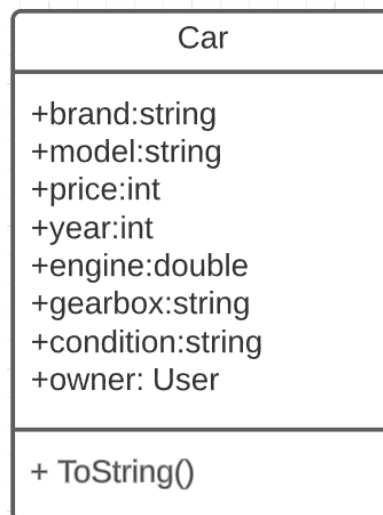 Car
+brand:string
+model:string
+price:int
+year:int
+engine:double
+gearbox:string
+condition:string
+owner: User
+ ToString()